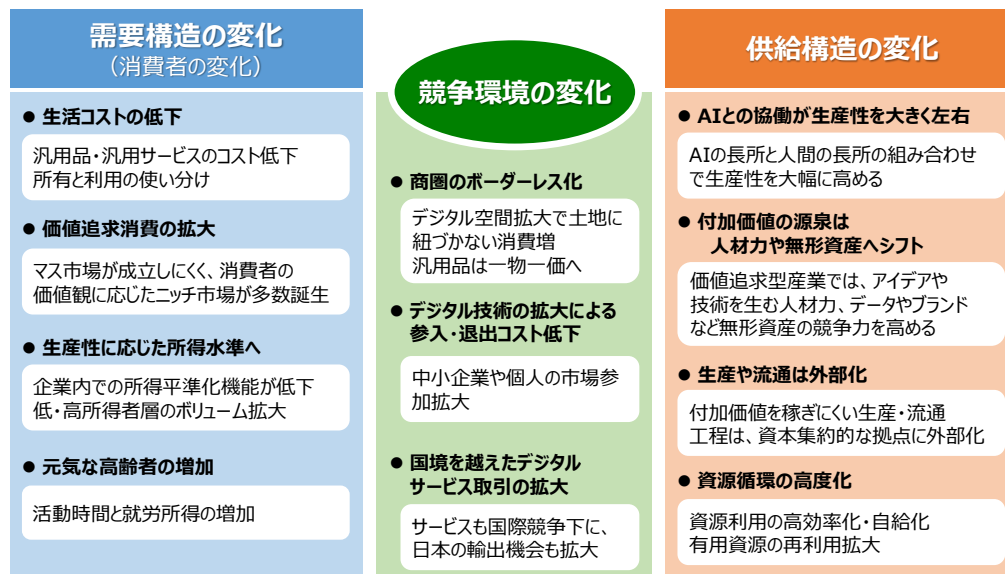 需要構造の変化
（消費者の変化）
● 生活コストの低下
汎用品・汎用サービスのコスト低下
所有と利用の使い分け
● 価値追求消費の拡大
マス市場が成立しにくく、消費者の
価値観に応じたニッチ市場が多数誕生
● 生産性に応じた所得水準へ
企業内での所得平準化機能が低下
低・高所得者層のボリューム拡大
● 元気な高齢者の増加
活動時間と就労所得の増加
競争環境の変化
● 商圏のボーダーレス化
デジタル空間拡大で土地に
紐づかない消費増
汎用品は一物一価へ
● デジタル技術の拡大による
参入・退出コスト低下
中小企業や個人の市場参
加拡大
● 国境を越えたデジタル
サービス取引の拡大
サービスも国際競争下に、
日本の輸出機会も拡大
供給構造の変化
● AIとの協働が生産性を大きく左右
AIの長所と人間の長所の組み合わせ
で生産性を大幅に高める
● 付加価値の源泉は
人材力や無形資産へシフト
価値追求型産業では、アイデアや
技術を生む人材力、データやブランド
など無形資産の競争力を高める
● 生産や流通は外部化
付加価値を稼ぎにくい生産・流通
工程は、資本集約的な拠点に外部化
● 資源循環の高度化
資源利用の高効率化・自給化
有用資源の再利用拡大